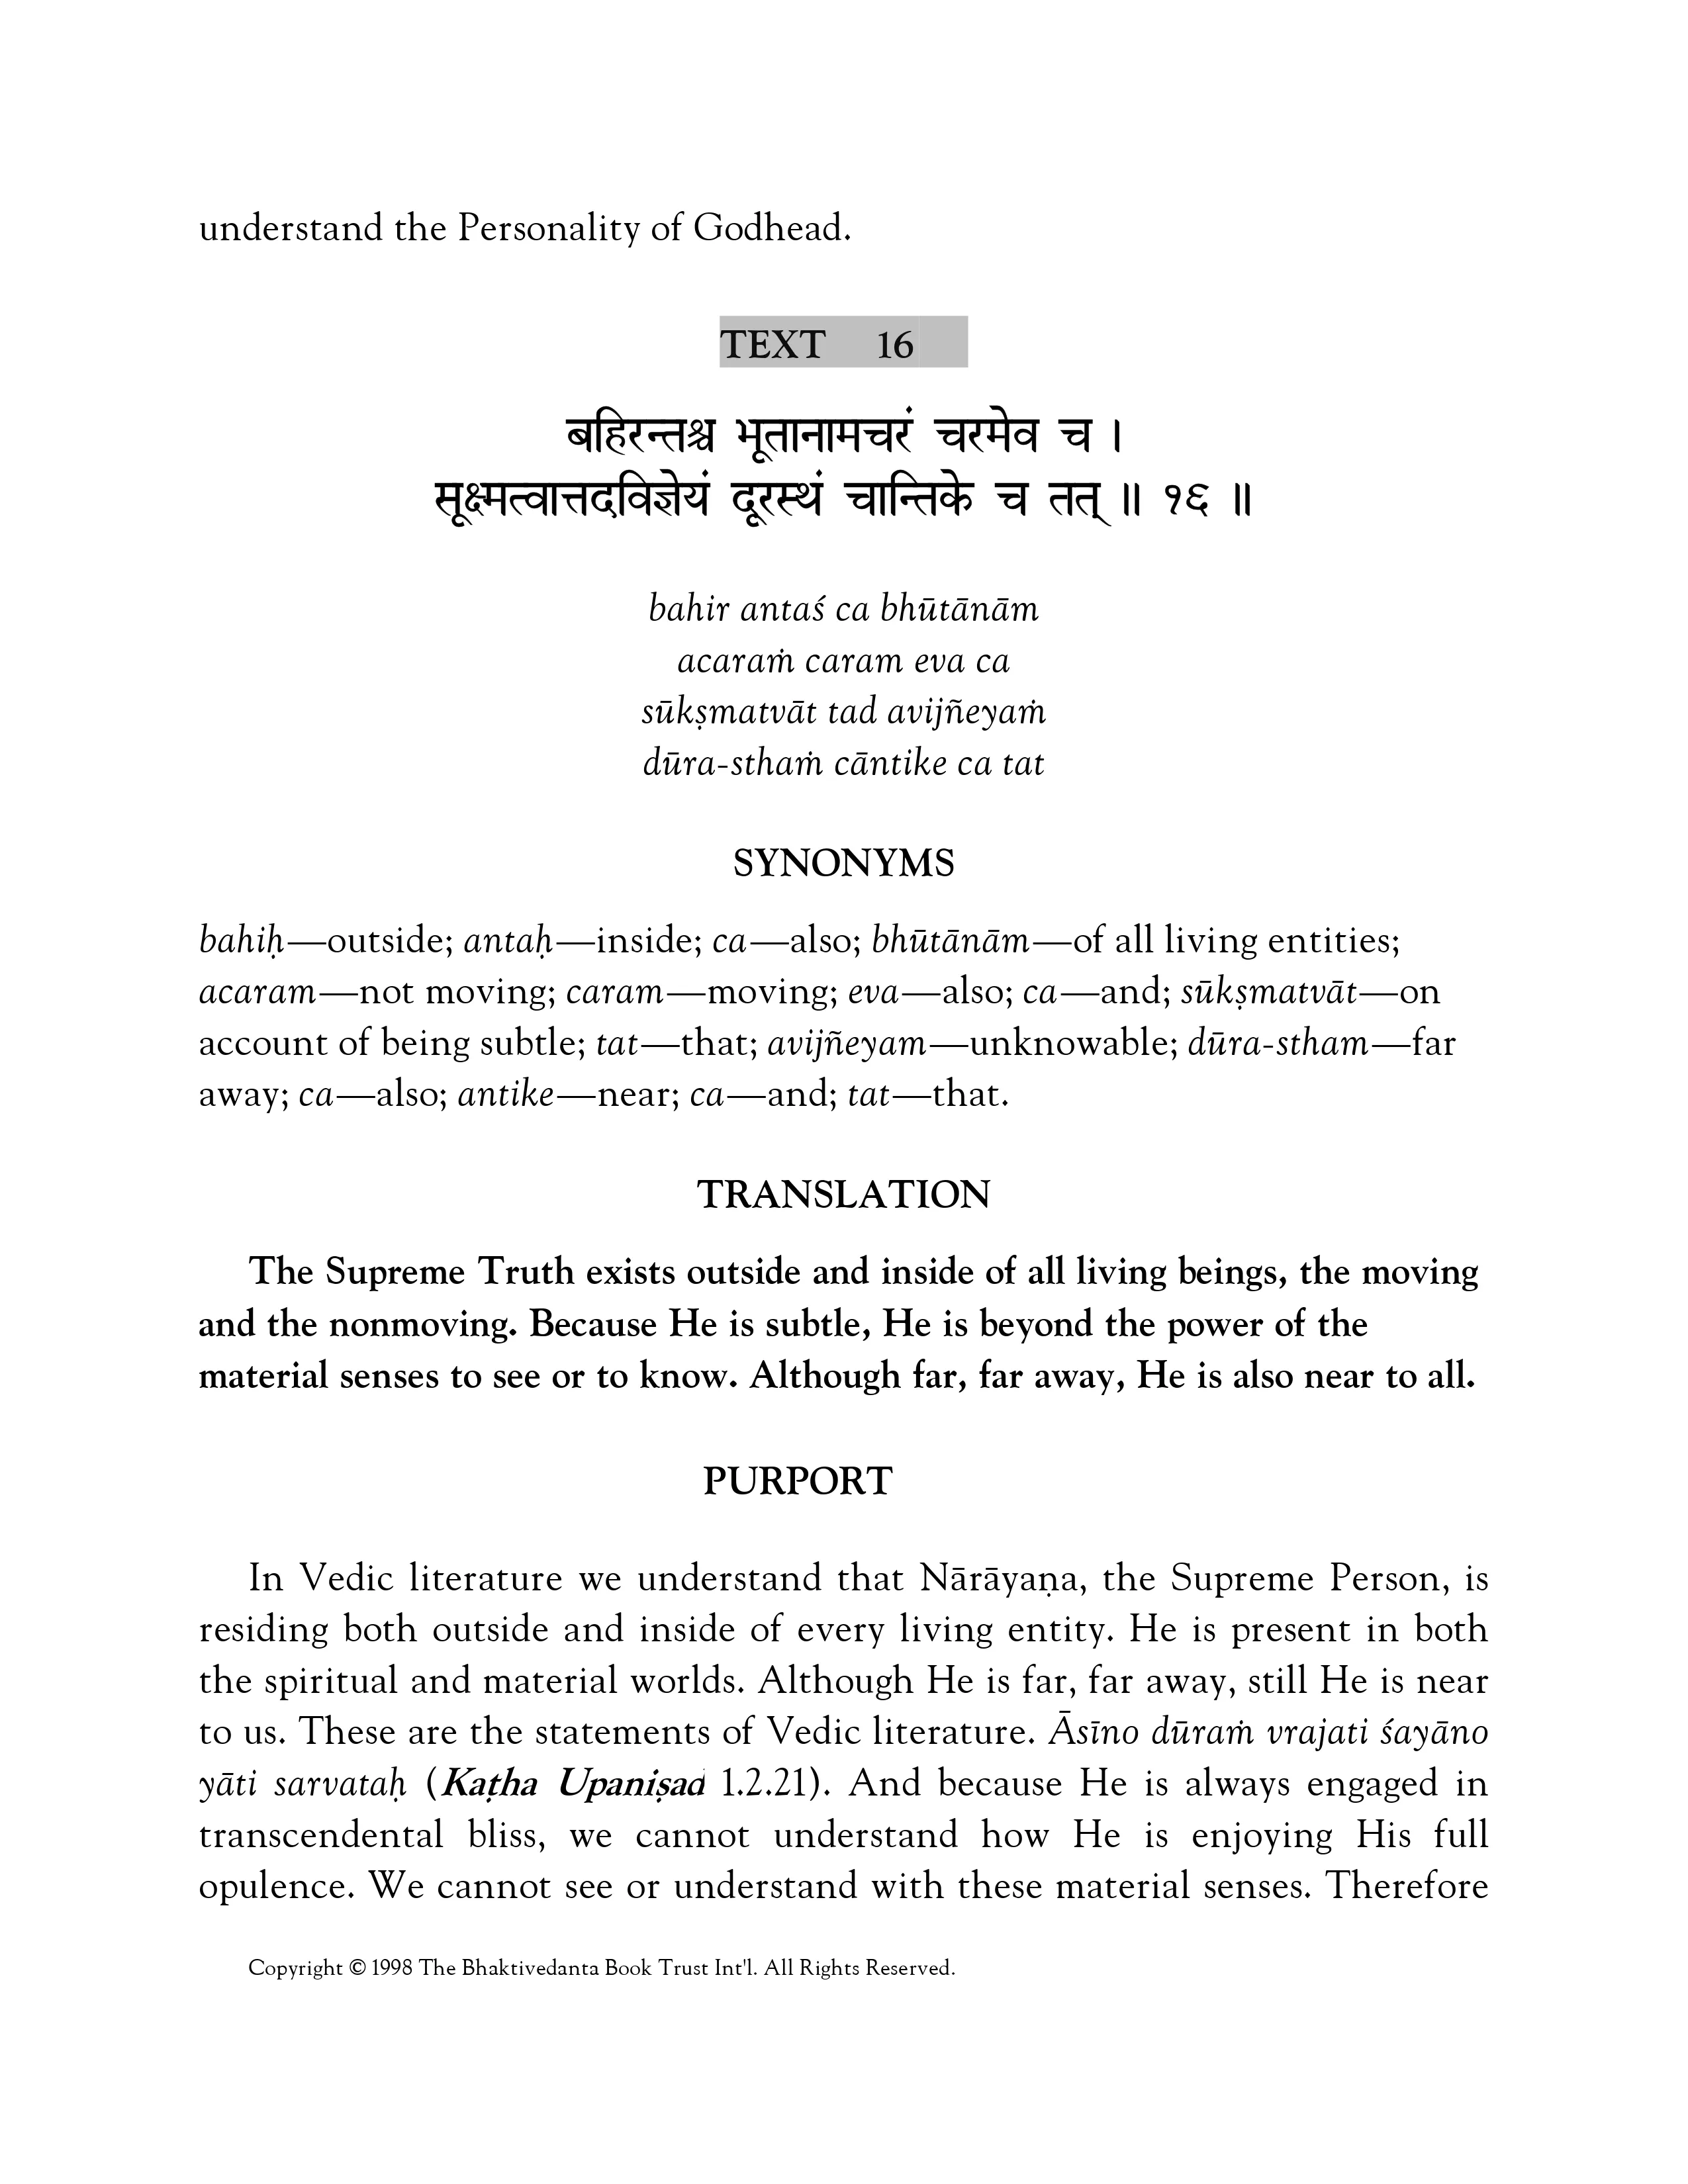 understand the Personality of Godhead.
TEXT 16
बहिरन्तश्च भूतानामचरं चरमेव च ।
सूक्ष्मत्वात्तदविज्ञेयं दूरस्थं चान्तिके च तत् ॥ १६ ॥
bahir antaś ca bhūtānām
acaraṁ caram eva ca
sūkṣmatvāt tad avijñeyaṁ
dūra-sthaṁ cāntike ca tat
SYNONYMS
bahiḥ—outside; antaḥ—inside; ca—also; bhūtānām—of all living entities;
acaram—not moving; caram—moving; eva—also; ca—and; sūkṣmatvāt—on
account of being subtle; tat—that; avijñeyam—unknowable; dūra-stham—far
away; ca—also; antike—near; ca—and; tat—that.
TRANSLATION
The Supreme Truth exists outside and inside of all living beings, the moving
and the nonmoving. Because He is subtle, He is beyond the power of the
material senses to see or to know. Although far, far away, He is also near to all.
PURPORT
In Vedic literature we understand that Nārāyaṇa, the Supreme Person, is
residing both outside and inside of every living entity. He is present in both
the spiritual and material worlds. Although He is far, far away, still He is near
to us. These are the statements of Vedic literature. Āsīno dūraṁ vrajati śayāno
yāti sarvataḥ (Kaṭha Upaniṣad 1.2.21). And because He is always engaged in
transcendental bliss, we cannot understand how He is enjoying His full
opulence. We cannot see or understand with these material senses. Therefore
Copyright © 1998 The Bhaktivedanta Book Trust Int'l. All Rights Reserved.